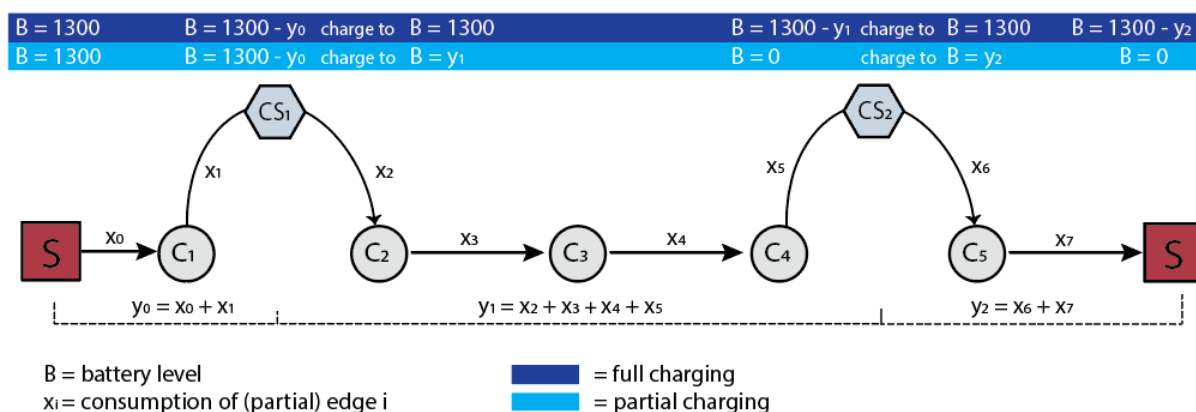 B = 1300 B = 1300 - y₀ charge to B = 1300 B = 1300 - y₁ charge to B = 1300 B = 1300 - y₂
B = 1300 B = 1300 - y₀ charge to B = y₁ B = 0 charge to B = y₂ B = 0
CS₁ CS₂
x₁ x₂ x₅ x₆
x₀ x₃ x₄ x₇
S C₁ C₂ C₃ C₄ C₅ S
y₀ = x₀ + x₁ y₁ = x₂ + x₃ + x₄ + x₅ y₂ = x₆ + x₇
B = battery level = full charging
xᵢ = consumption of (partial) edge i = partial charging